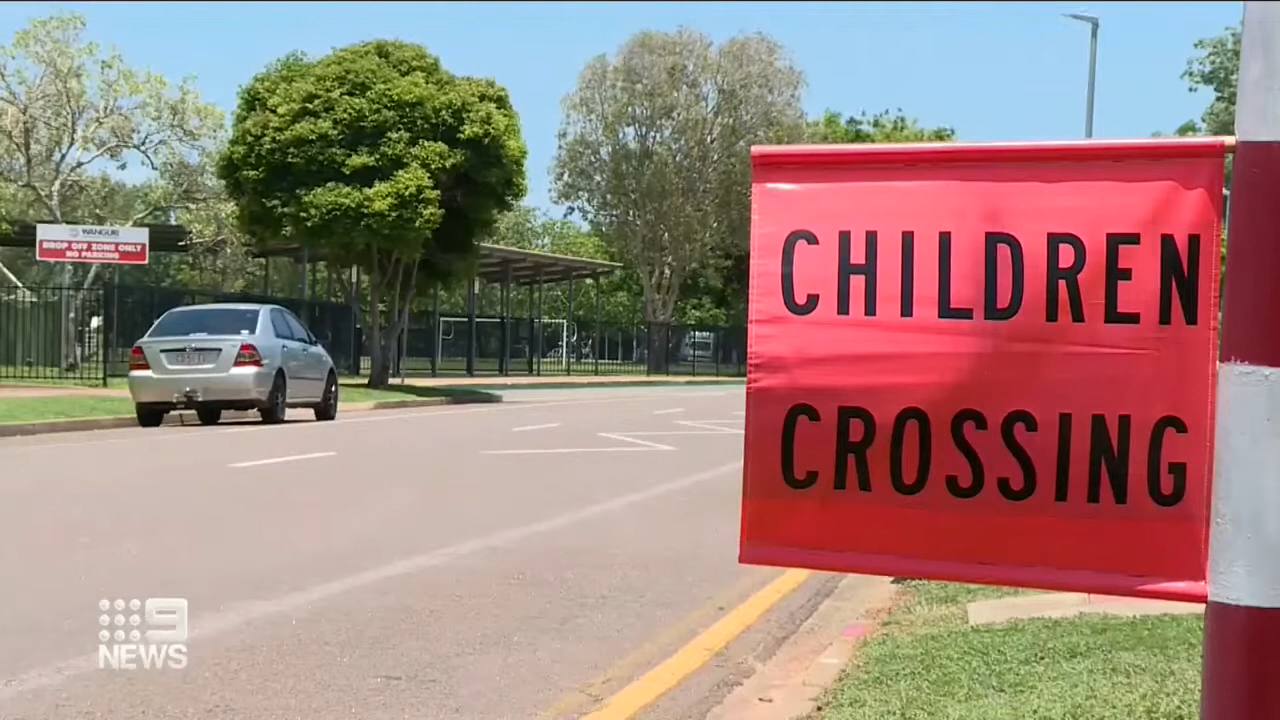 WANGURI
DROP OFF ZONE ONLY
NO PARKING
CHILDREN
CROSSING
9
NEWS